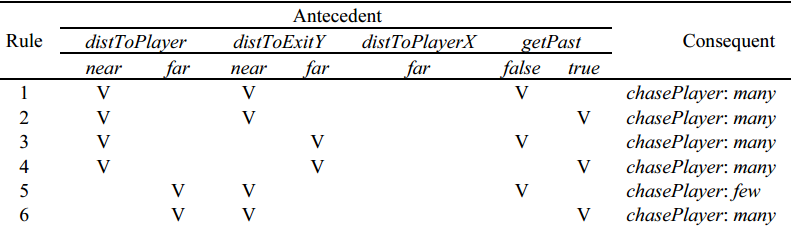 Antecedent
Rule distToPlayer distToExitY distToPlayerX getPast Consequent
near far near far far false true
1 V V V chasePlayer: many
2 V V V chasePlayer: many
3 V V V chasePlayer: many
4 V V V chasePlayer: many
5 V V V chasePlayer: few
6 V V V chasePlayer: many